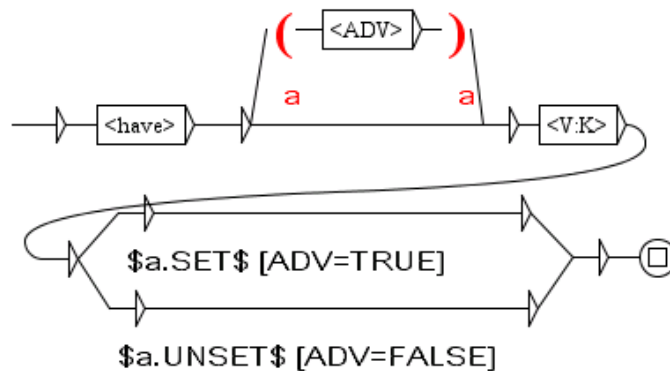 ( <ADV> )
a a
<have> <V:K>
$a.SET$ [ADV=TRUE]
$a.UNSET$ [ADV=FALSE]